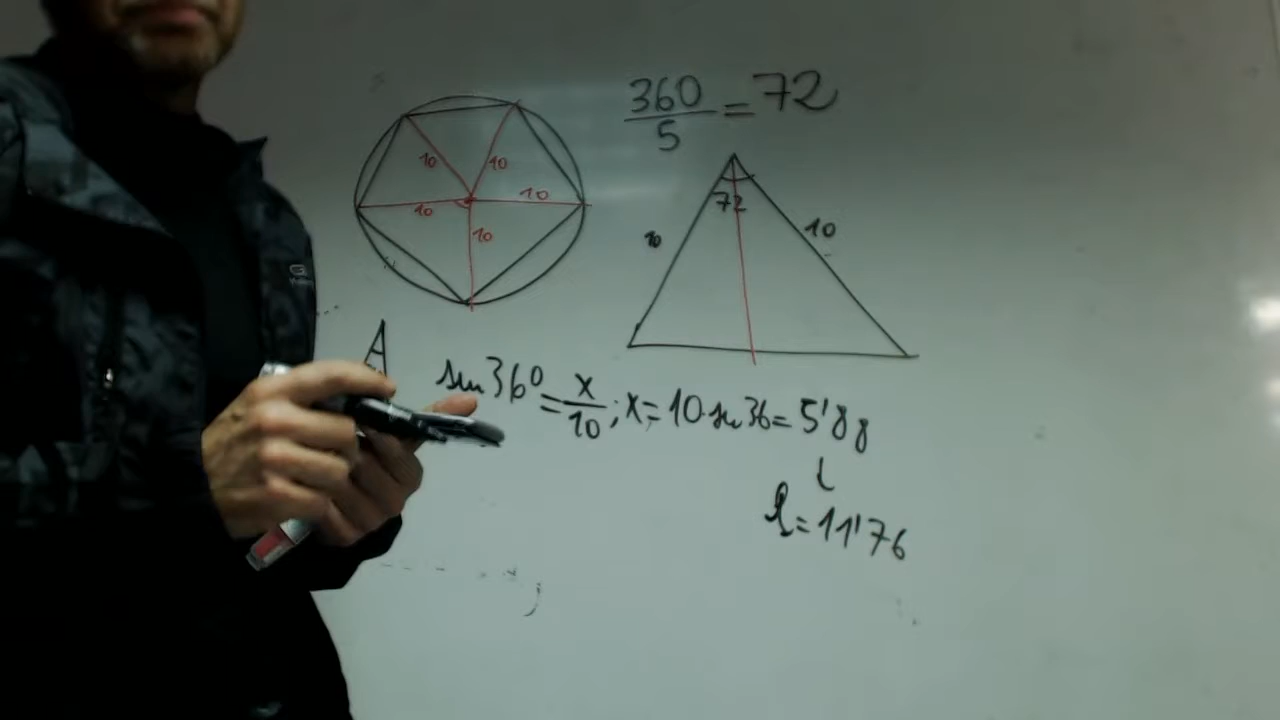 360/5 = 72
10 10
10 10
10
72
10 10
A
sen 36º = x/10 ; x = 10·sen 36 = 5'88
l = 11'76